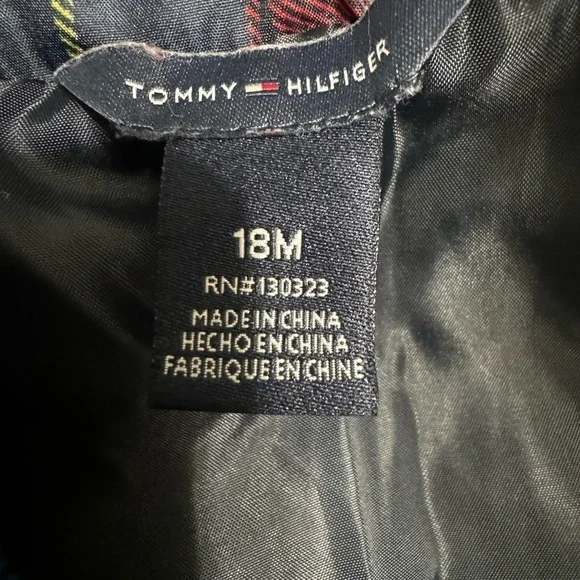 TOMMY HILFIGER
18M
RN#130323
MADE IN CHINA
HECHO EN CHINA
FABRIQUE EN CHINE